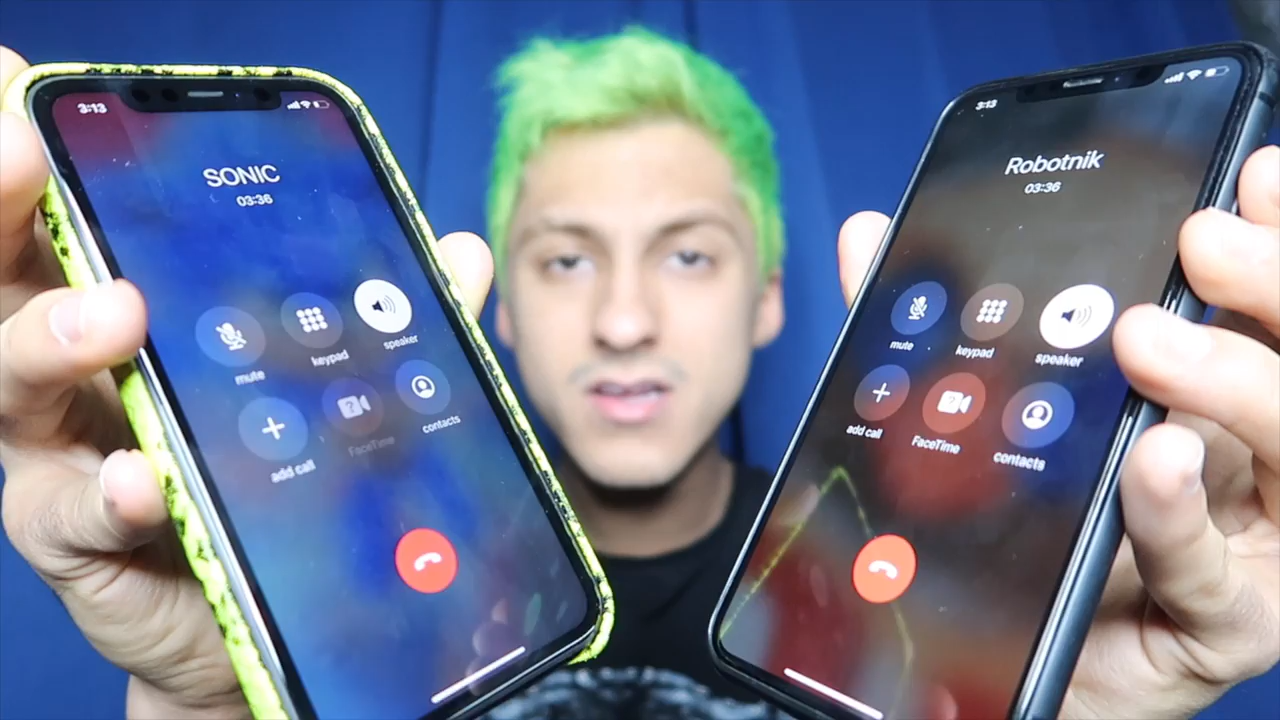 3:13
SONIC
03:36
mute
keypad
speaker
add call
FaceTime
contacts
3:13
Robotnik
03:36
mute
keypad
speaker
add call
FaceTime
contacts